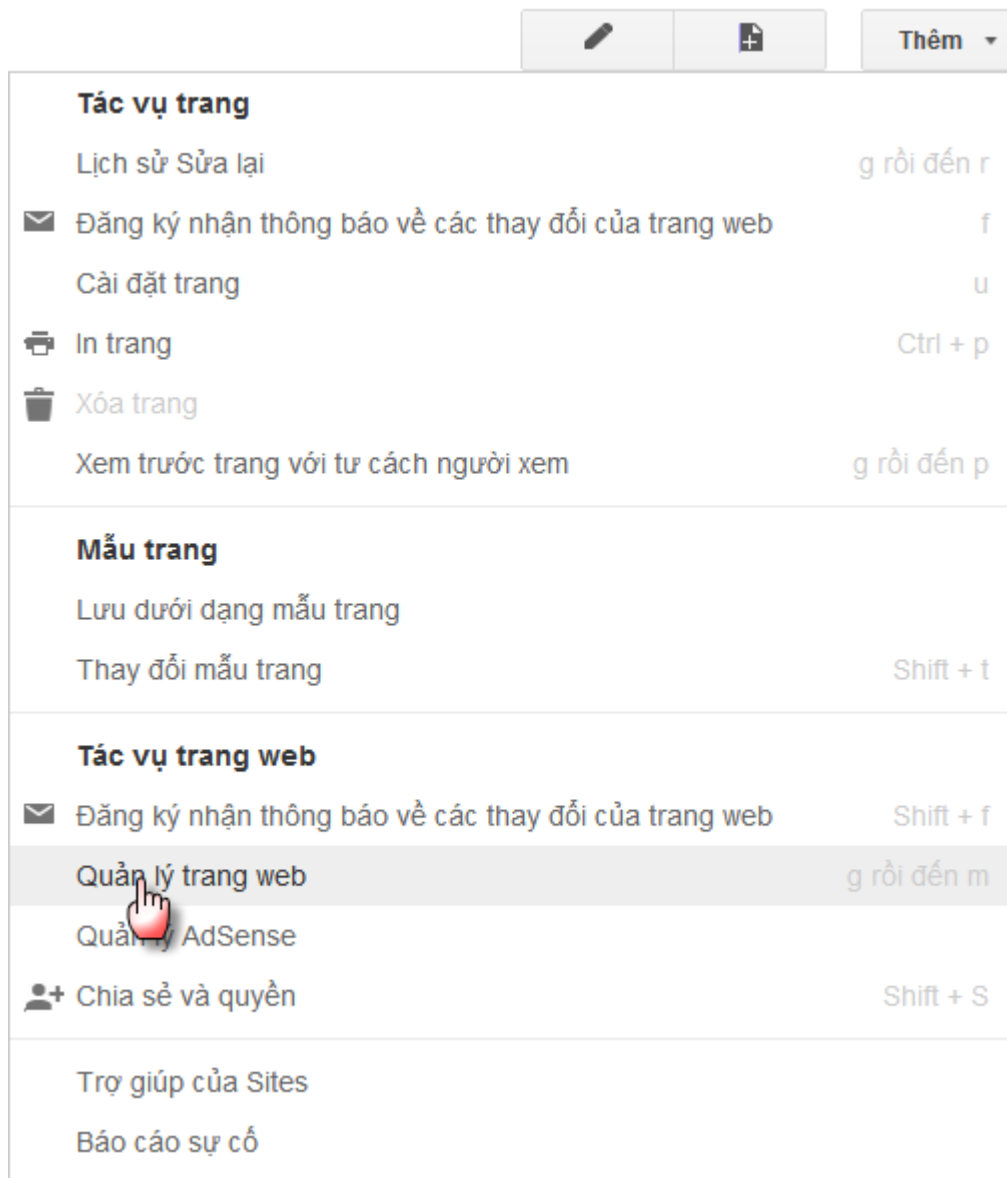 Thêm
Tác vụ trang
Lịch sử Sửa lại g rồi đến r
Đăng ký nhận thông báo về các thay đổi của trang web f
Cài đặt trang u
In trang Ctrl + p
Xóa trang
Xem trước trang với tư cách người xem g rồi đến p
Mẫu trang
Lưu dưới dạng mẫu trang
Thay đổi mẫu trang Shift + t
Tác vụ trang web
Đăng ký nhận thông báo về các thay đổi của trang web Shift + f
Quản lý trang web g rồi đến m
Quản lý AdSense
Chia sẻ và quyền Shift + S
Trợ giúp của Sites
Báo cáo sự cố